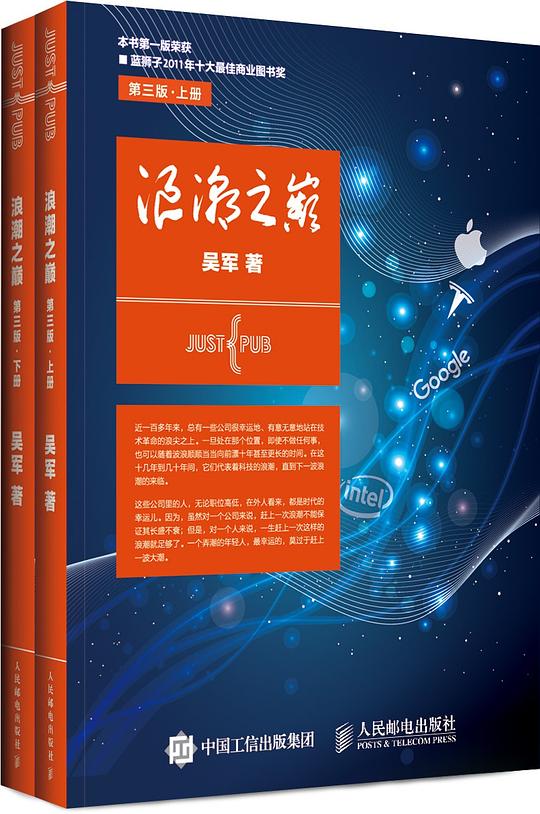 本书第一版荣获
■ 蓝狮子2011年十大最佳商业图书奖
第三版·上册
浪潮之巅
吴军 著
JUST PUB
近一百多年来，总有一些公司很幸运地、有意无意地站在技
术革命的浪尖之上。一旦处在那个位置，即使不做任何事，
也可以随着波浪顺顺当当向前漂十年甚至更长的时间。在这
十几年到几十年间，它们代表着科技的浪潮，直到下一波浪
潮的来临。
这些公司里的人，无论职位高低，在外人看来，都是时代的
幸运儿。因为，虽然对一个公司来说，赶上一次浪潮不能保
证其长盛不衰；但是，对一个人来说，一生赶上一次这样的
浪潮就足够了。一个弄潮的年轻人，最幸运的，莫过于赶上
一波大潮。
Google
intel
中国工信出版集团
人民邮电出版社
POSTS & TELECOM PRESS
JUST PUB
浪潮之巅 第三版·上册
吴军 著
人民邮电出版社
JUST PUB
浪潮之巅 第三版·下册
吴军 著
人民邮电出版社